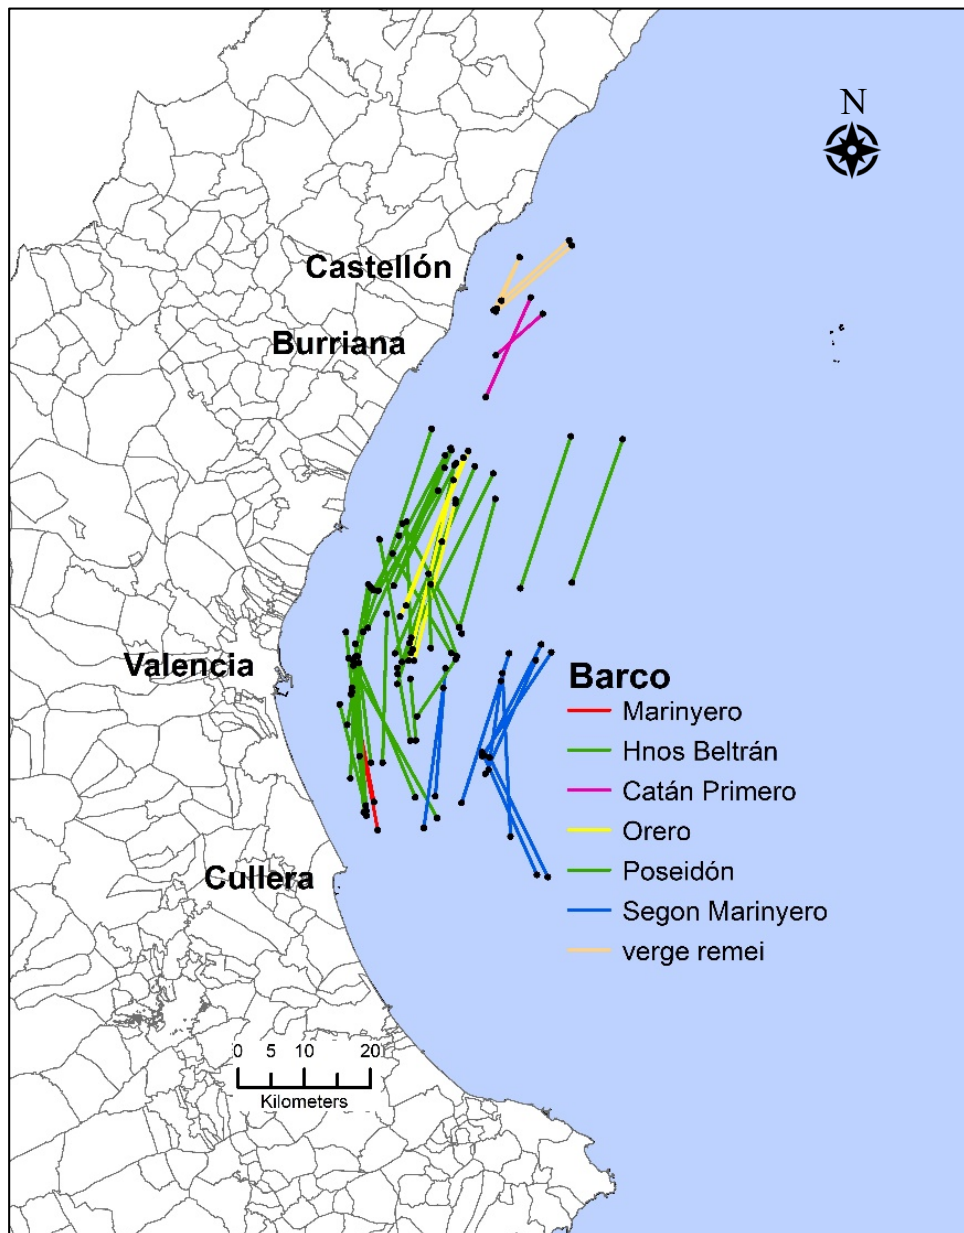 N
Castellón
Burriana
Valencia
Barco
Marinyero
Hnos Beltrán
Catán Primero
Orero
Poseidón
Segon Marinyero
verge remei
Cullera
0 5 10 20
Kilometers